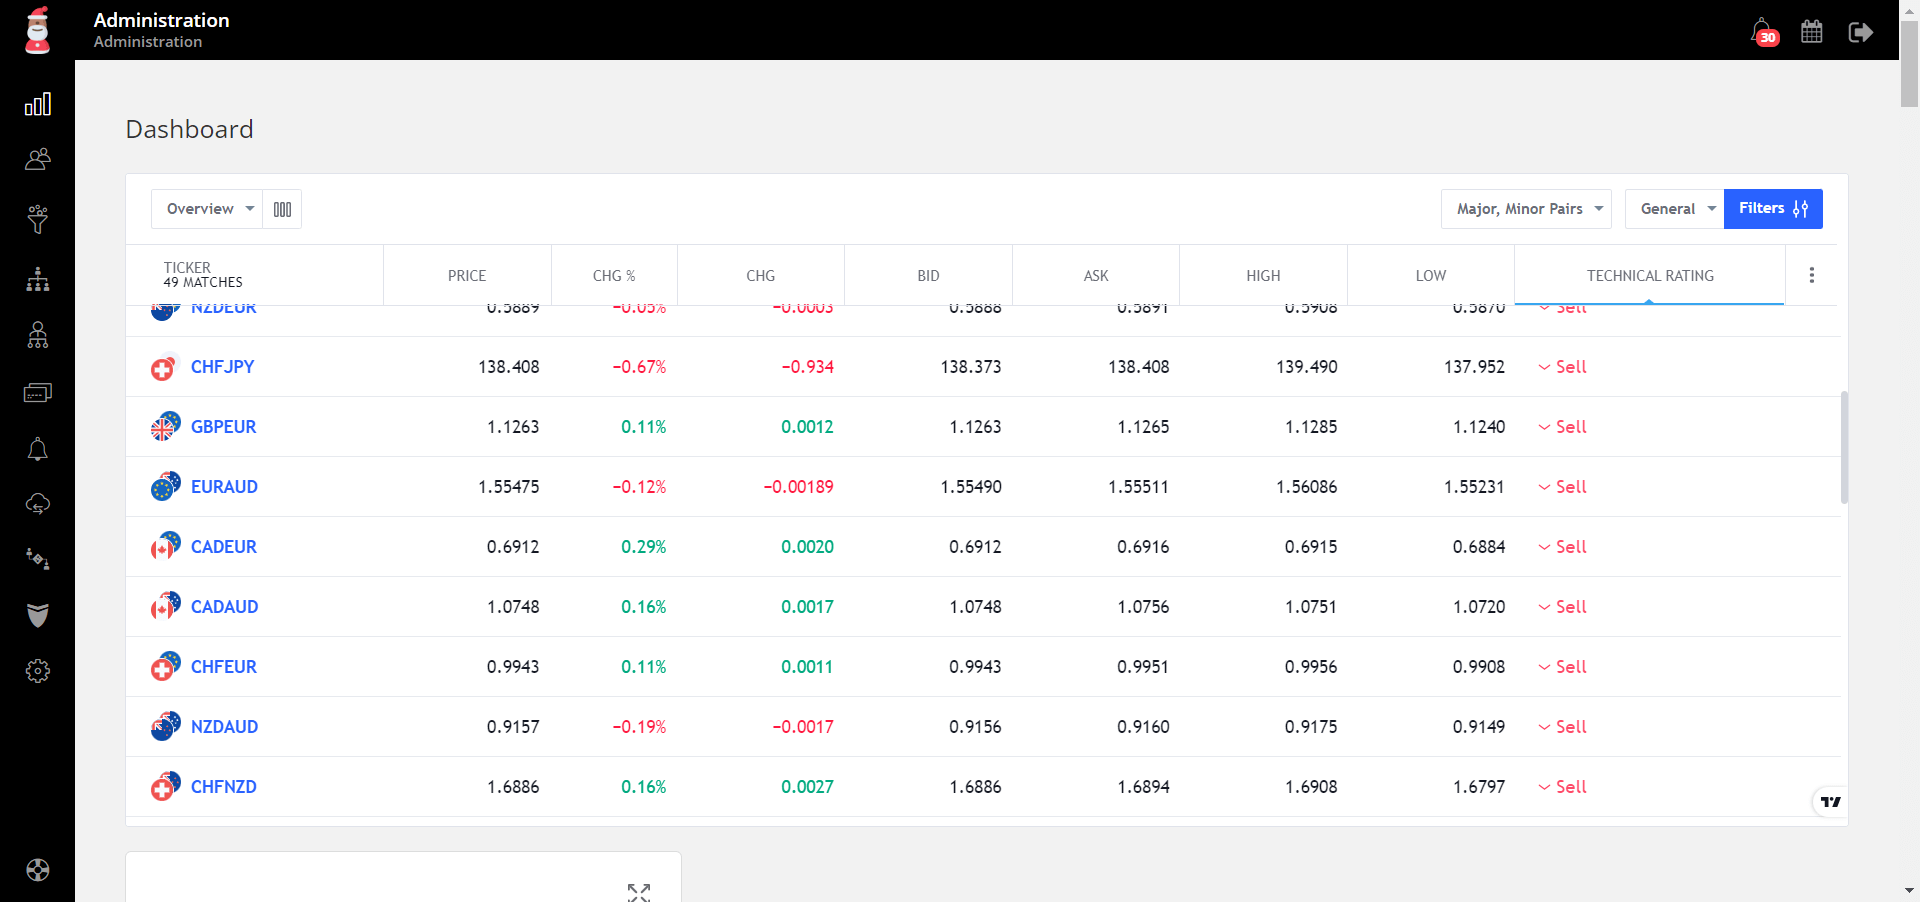 Administration
Administration
30
Dashboard
Overview
Major, Minor Pairs
General
Filters
TICKER
49 MATCHES
PRICE CHG % CHG BID ASK HIGH LOW TECHNICAL RATING
NZDEUR 0.5889 −0.05% −0.0003 0.5888 0.5891 0.5908 0.5870 Sell
CHFJPY 138.408 −0.67% −0.934 138.373 138.408 139.490 137.952 Sell
GBPEUR 1.1263 0.11% 0.0012 1.1263 1.1265 1.1285 1.1240 Sell
EURAUD 1.55475 −0.12% −0.00189 1.55490 1.55511 1.56086 1.55231 Sell
CADEUR 0.6912 0.29% 0.0020 0.6912 0.6916 0.6915 0.6884 Sell
CADAUD 1.0748 0.16% 0.0017 1.0748 1.0756 1.0751 1.0720 Sell
CHFEUR 0.9943 0.11% 0.0011 0.9943 0.9951 0.9956 0.9908 Sell
NZDAUD 0.9157 −0.19% −0.0017 0.9156 0.9160 0.9175 0.9149 Sell
CHFNZD 1.6886 0.16% 0.0027 1.6886 1.6894 1.6908 1.6797 Sell